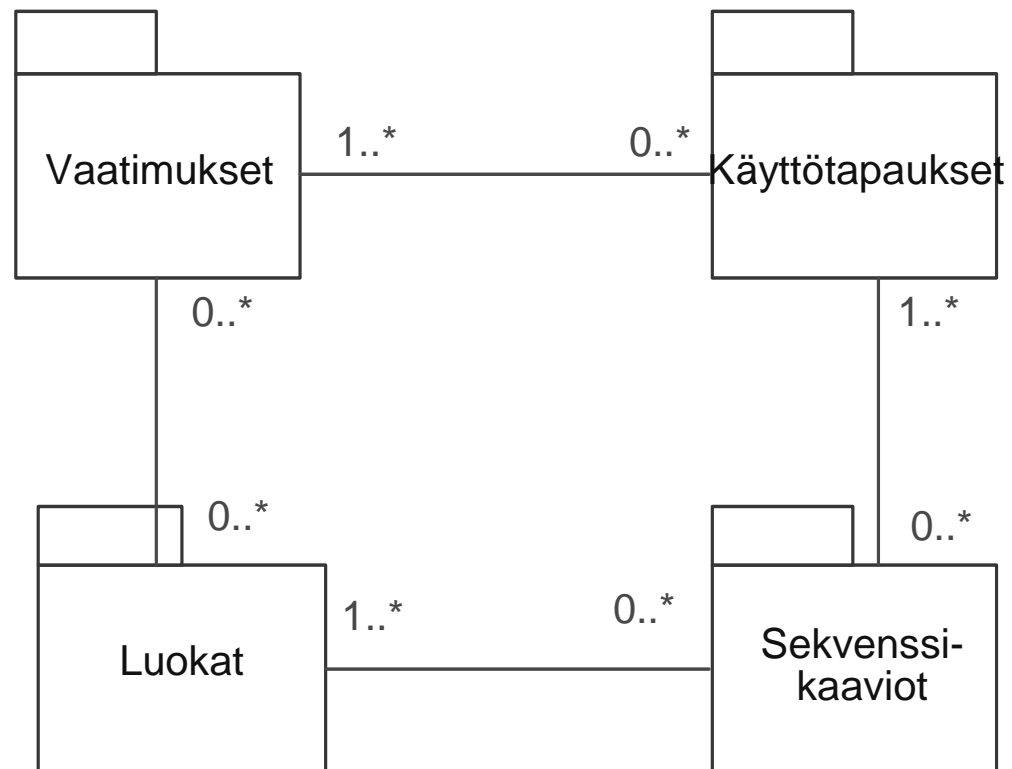 1..*
0..*
Vaatimukset
Käyttötapaukset
0..*
1..*
0..*
0..*
1..*
0..*
Luokat
Sekvenssi-
kaaviot